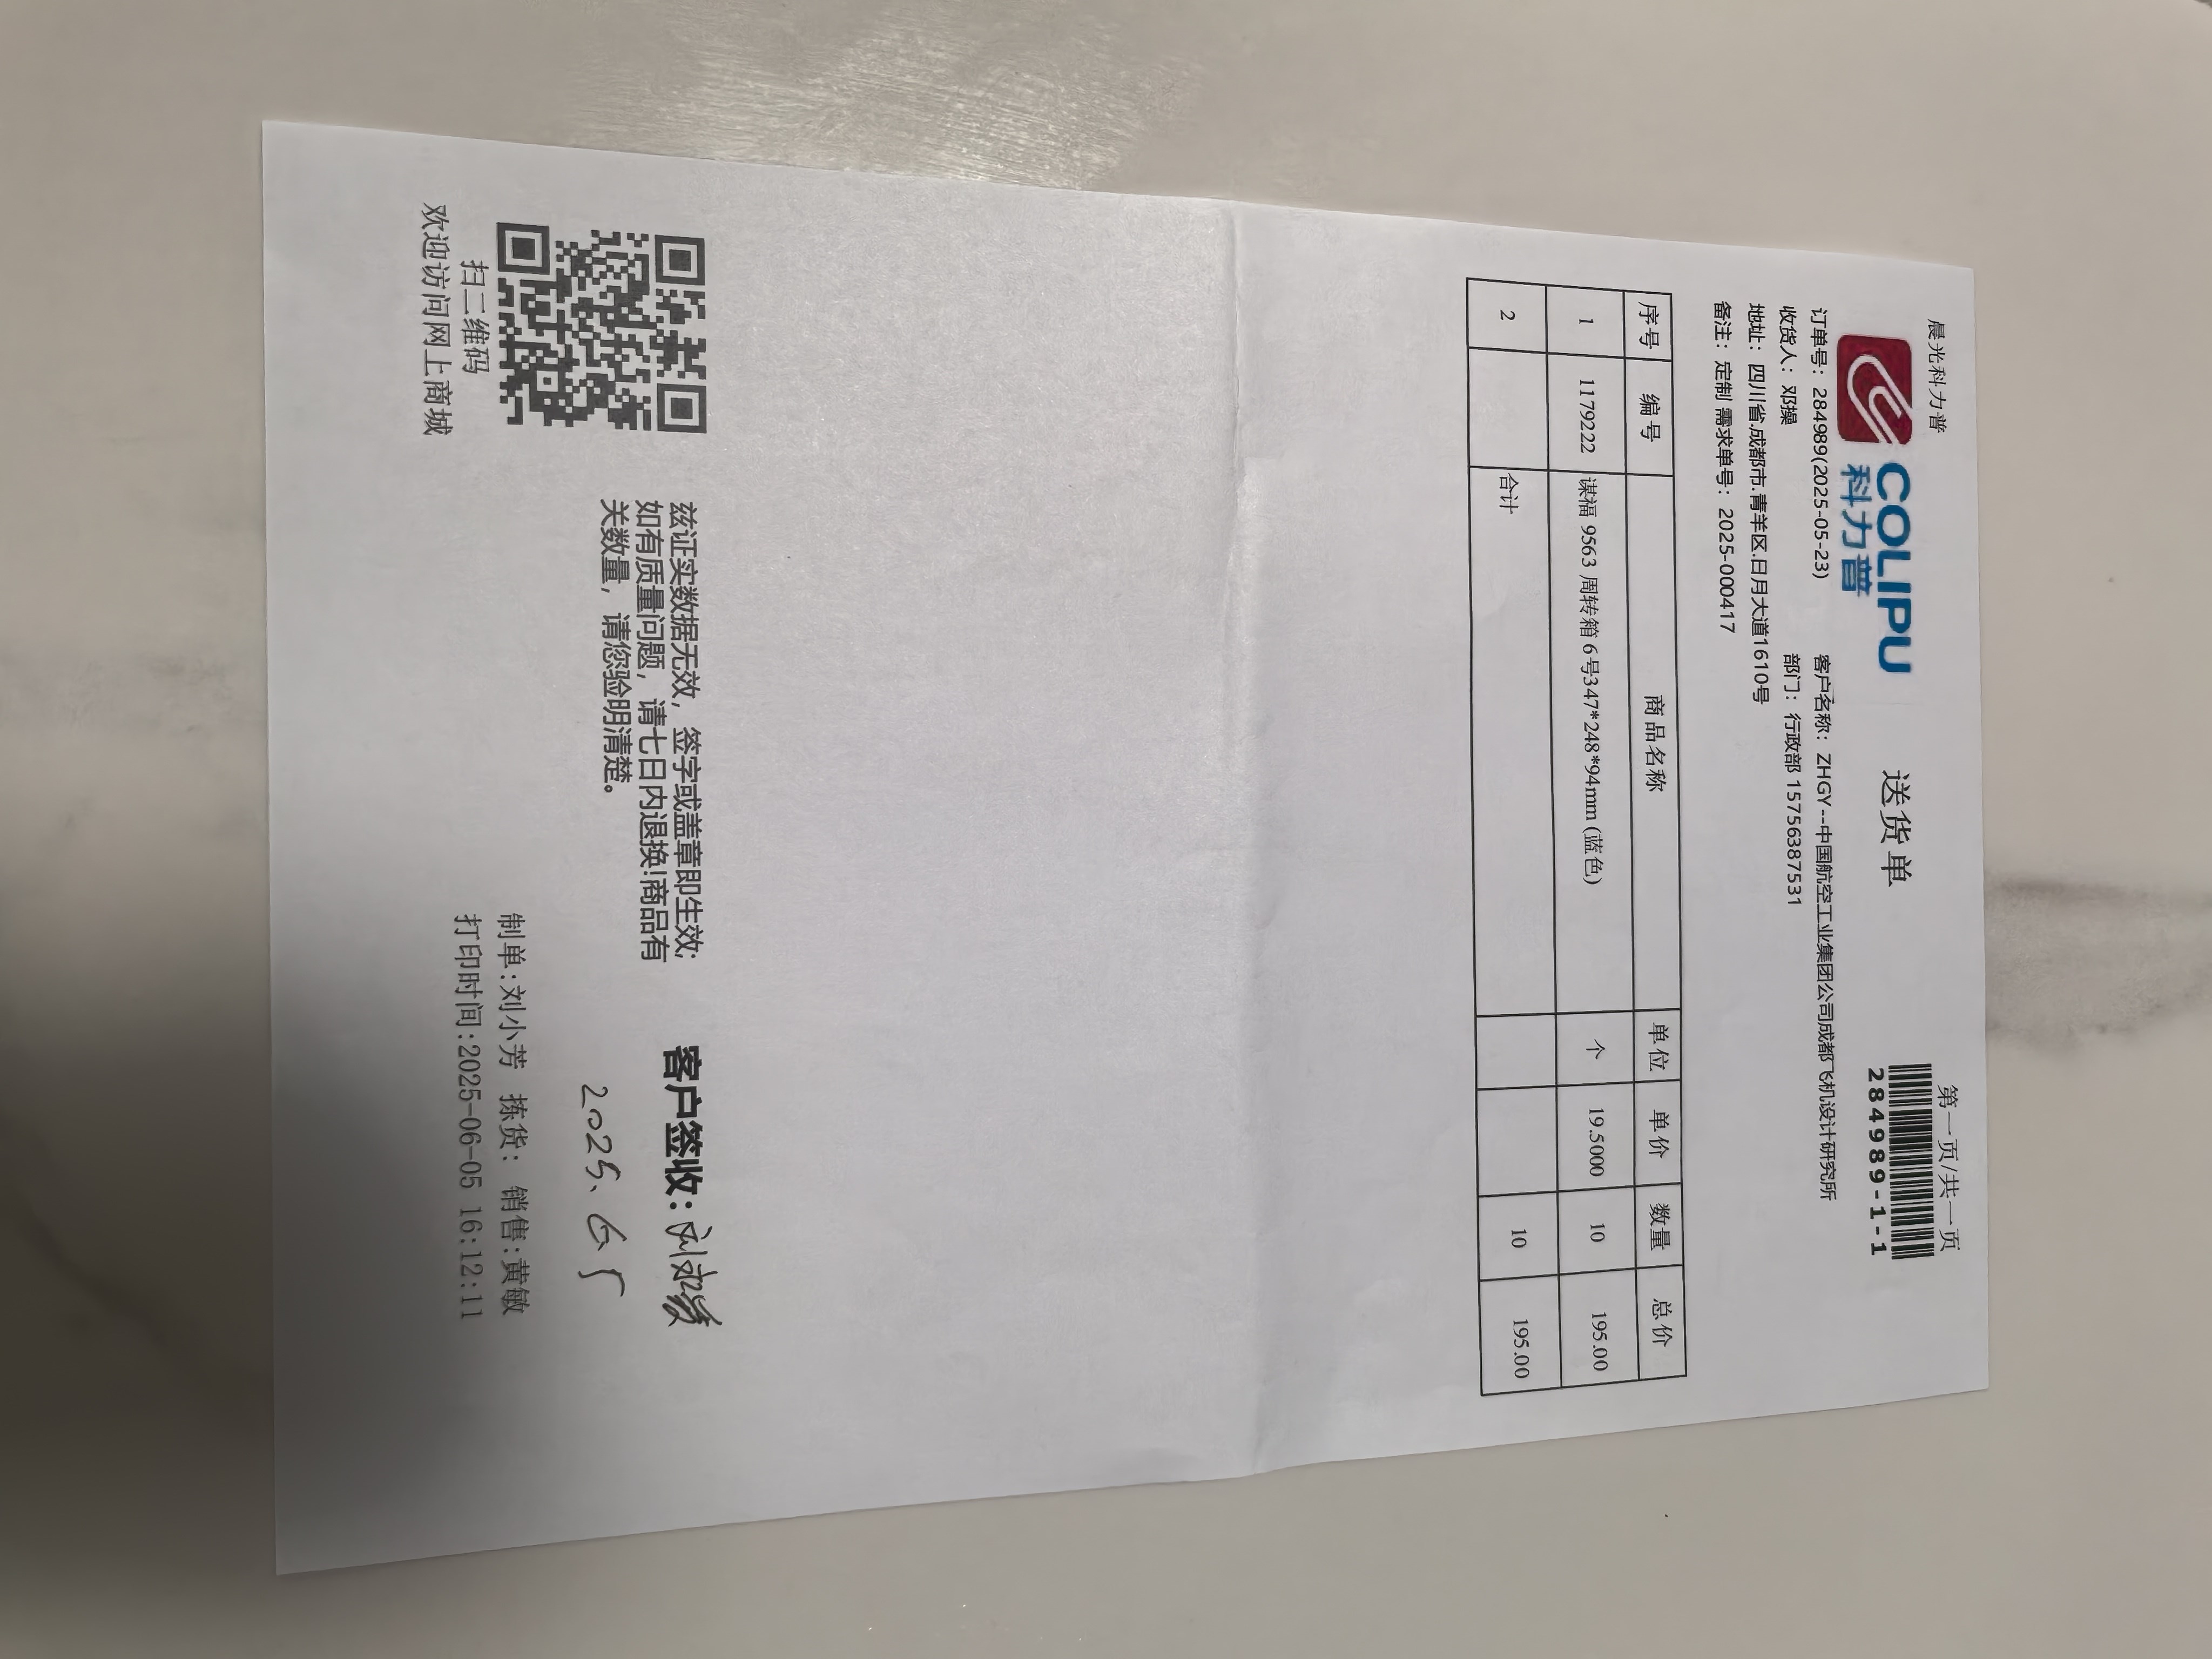 晨光科力普
COLIPU
科力普
送货单
第一页/共一页
284989-1-1
订单号：284989(2025-05-23)
客户名称：ZHGY--中国航空工业集团公司成都飞机设计研究所
收货人：邓操
部门：行政部 15756387531
地址：四川省.成都市.青羊区.日月大道1610号
备注：定制 需求单号：2025-000417
序号 编号 商品名称 单位 单价 数量 总价
1 1179222 谋福 9563 周转箱 6号347*248*94mm (蓝色) 个 19.5000 10 195.00
2 合计 10 195.00
兹证实数据无效，签字或盖章即生效;
如有质量问题，请七日内退换!商品有
关数量，请您验明清楚。
客户签收：刘
2025.6.5
扫二维码
欢迎访问网上商城
制单:刘小芳 拣货: 销售:黄敏
打印时间:2025-06-05 16:12:11